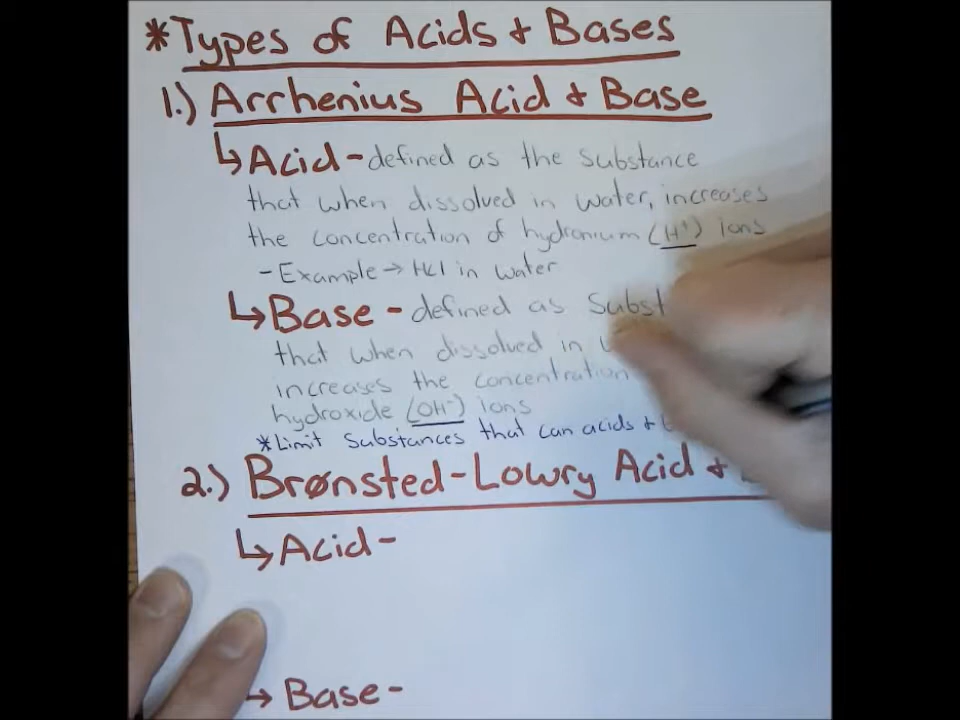 *Types of Acids & Bases
1.) Arrhenius Acid & Base
↳Acid - defined as the substance
that when dissolved in water, increases
the concentration of hydronium (H⁺) ions
- Example → HCl in water
↳Base - defined as
that when dissolved in
increases the concentration
hydroxide (OH⁻) ions
*Limit substances that can acids &
2.) Brønsted-Lowry Acid &
↳Acid -
→ Base -